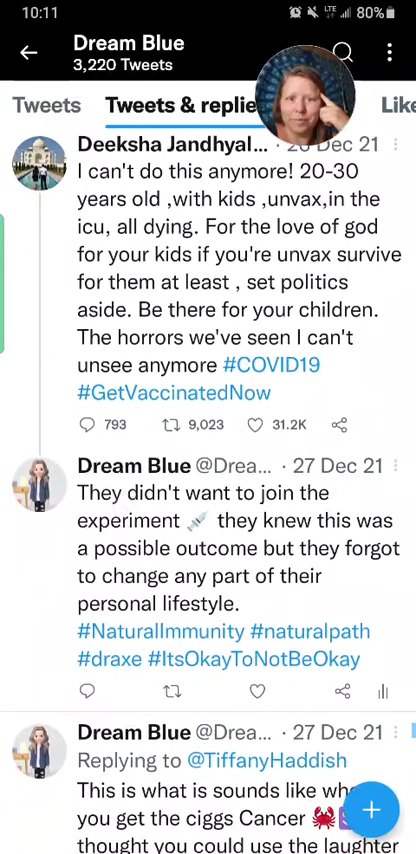 10:11 LTE 80%
Dream Blue
3,220 Tweets
Tweets Tweets & replie Like
Deeksha Jandhyal... · 26 Dec 21
I can't do this anymore! 20-30
years old ,with kids ,unvax,in the
icu, all dying. For the love of god
for your kids if you're unvax survive
for them at least , set politics
aside. Be there for your children.
The horrors we've seen I can't
unsee anymore #COVID19
#GetVaccinatedNow
793 9,023 31.2K
Dream Blue @Drea... · 27 Dec 21
They didn't want to join the
experiment 💉 they knew this was
a possible outcome but they forgot
to change any part of their
personal lifestyle.
#NaturalImmunity #naturalpath
#draxe #ItsOkayToNotBeOkay
Dream Blue @Drea... · 27 Dec 21
Replying to @TiffanyHaddish
This is what is sounds like
you get the ciggs Cancer 🦀
thought you could use the laughter